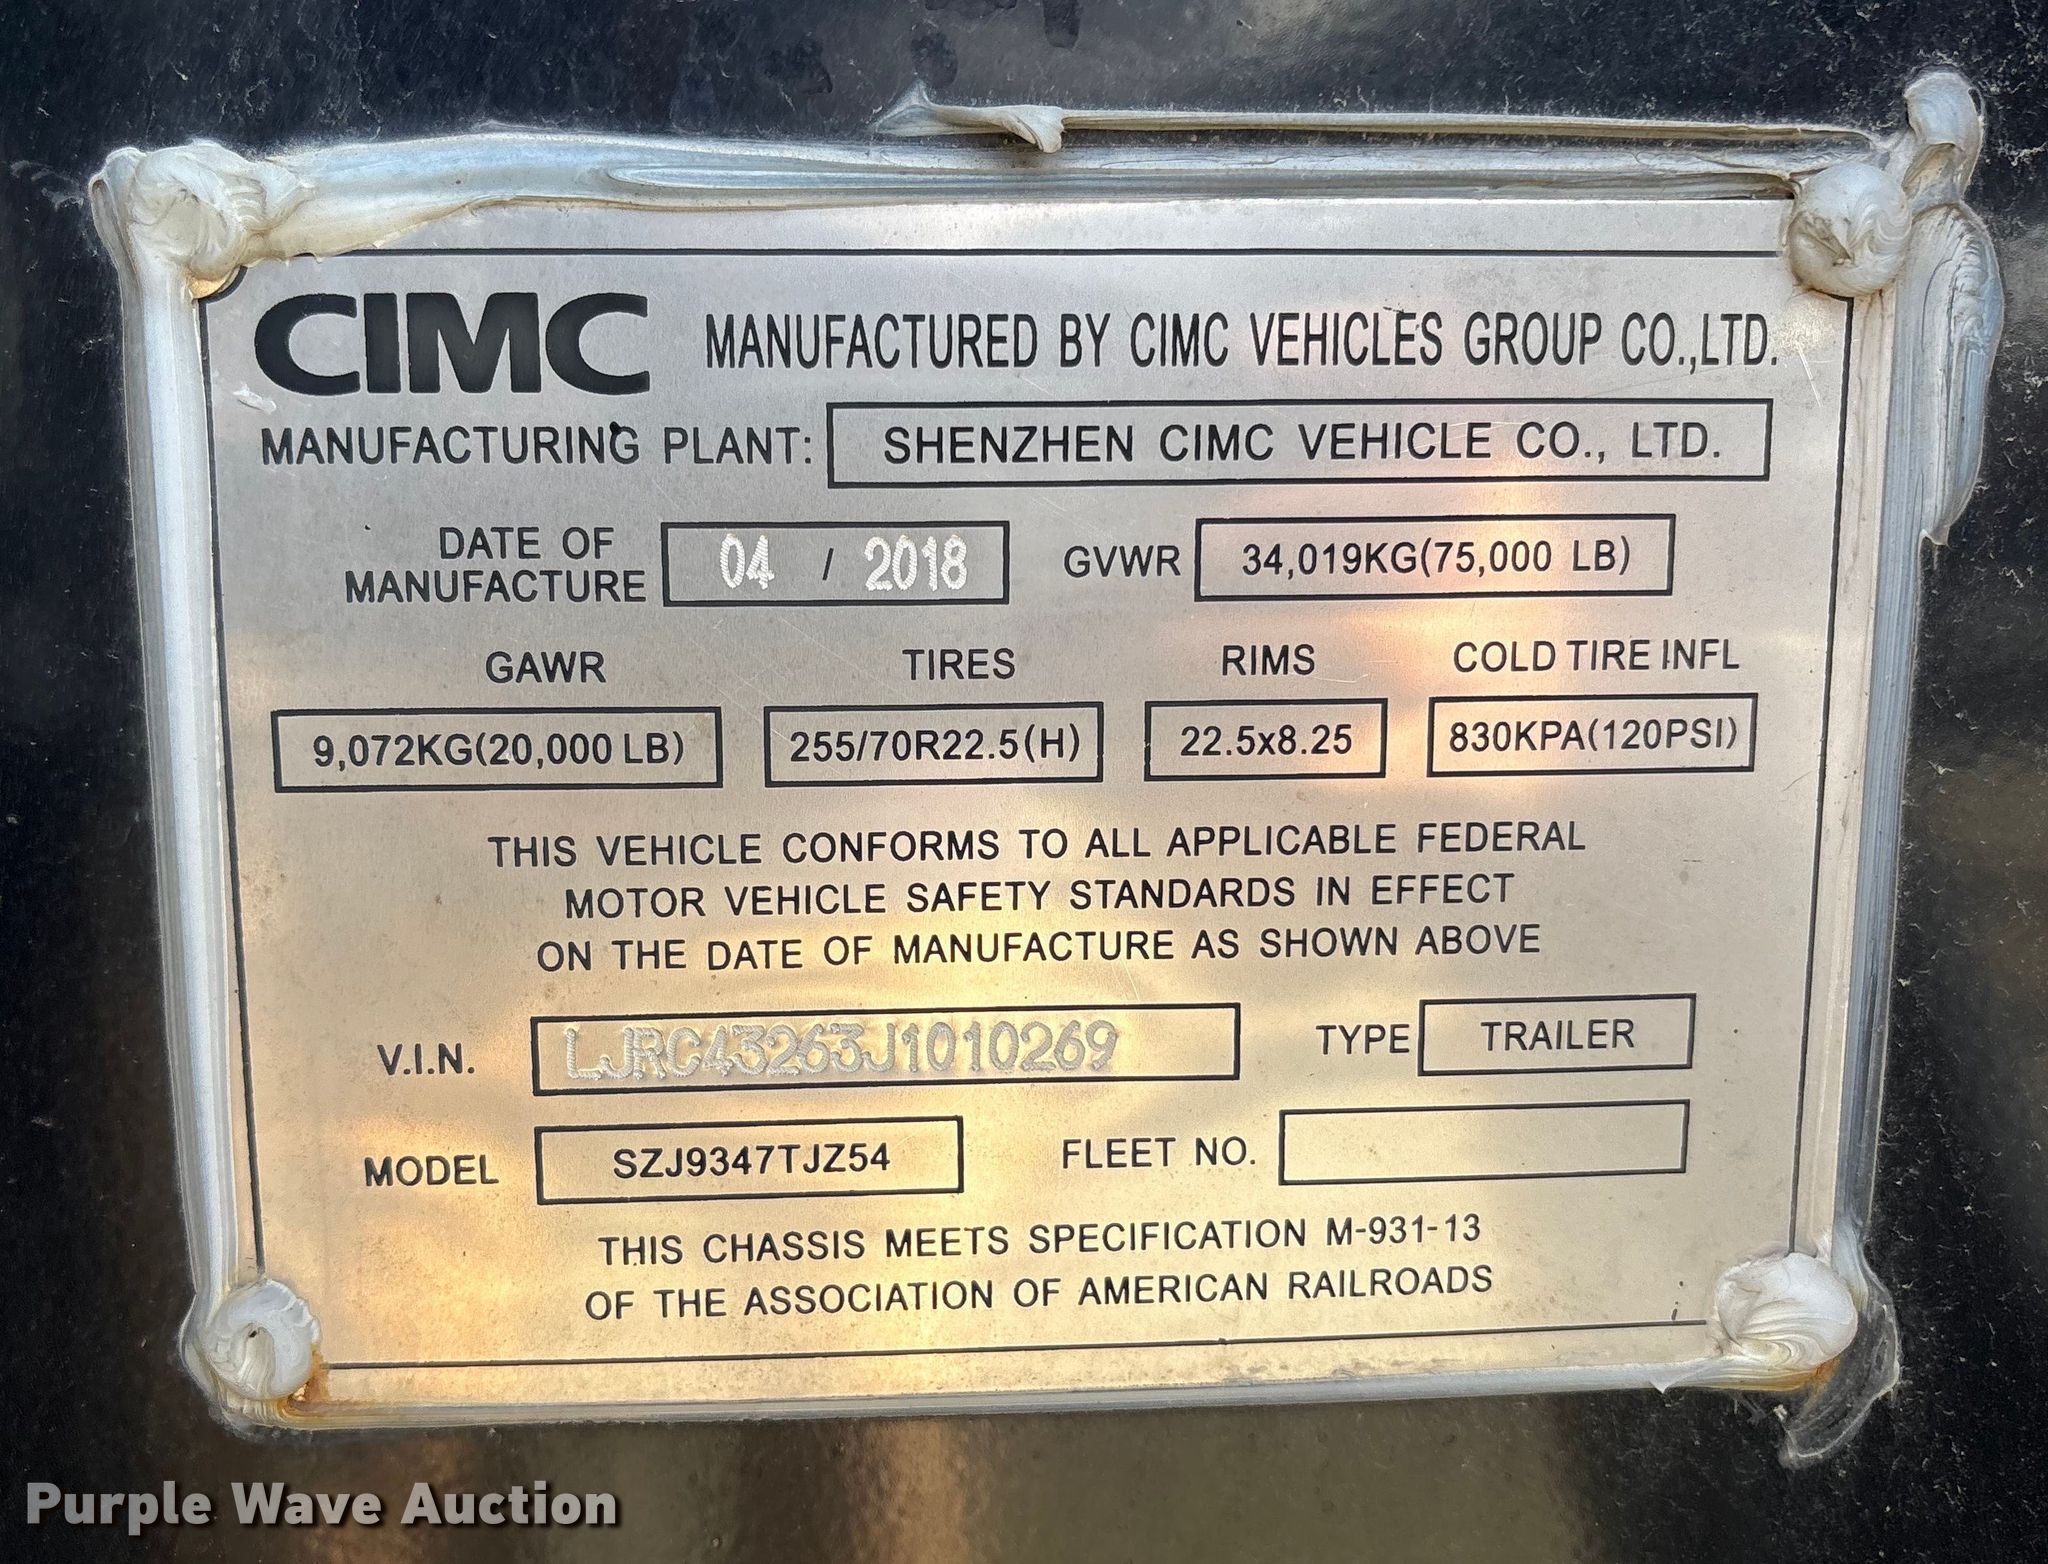 CIMC MANUFACTURED BY CIMC VEHICLES GROUP CO.,LTD.
MANUFACTURING PLANT: SHENZHEN CIMC VEHICLE CO., LTD.
DATE OF MANUFACTURE 04 / 2018 GVWR 34,019KG(75,000 LB)
GAWR TIRES RIMS COLD TIRE INFL
9,072KG(20,000 LB) 255/70R22.5(H) 22.5x8.25 830KPA(120PSI)
THIS VEHICLE CONFORMS TO ALL APPLICABLE FEDERAL
MOTOR VEHICLE SAFETY STANDARDS IN EFFECT
ON THE DATE OF MANUFACTURE AS SHOWN ABOVE
V.I.N. LJRC43263J1010269 TYPE TRAILER
MODEL SZJ9347TJZ54 FLEET NO.
THIS CHASSIS MEETS SPECIFICATION M-931-13
OF THE ASSOCIATION OF AMERICAN RAILROADS
Purple Wave Auction